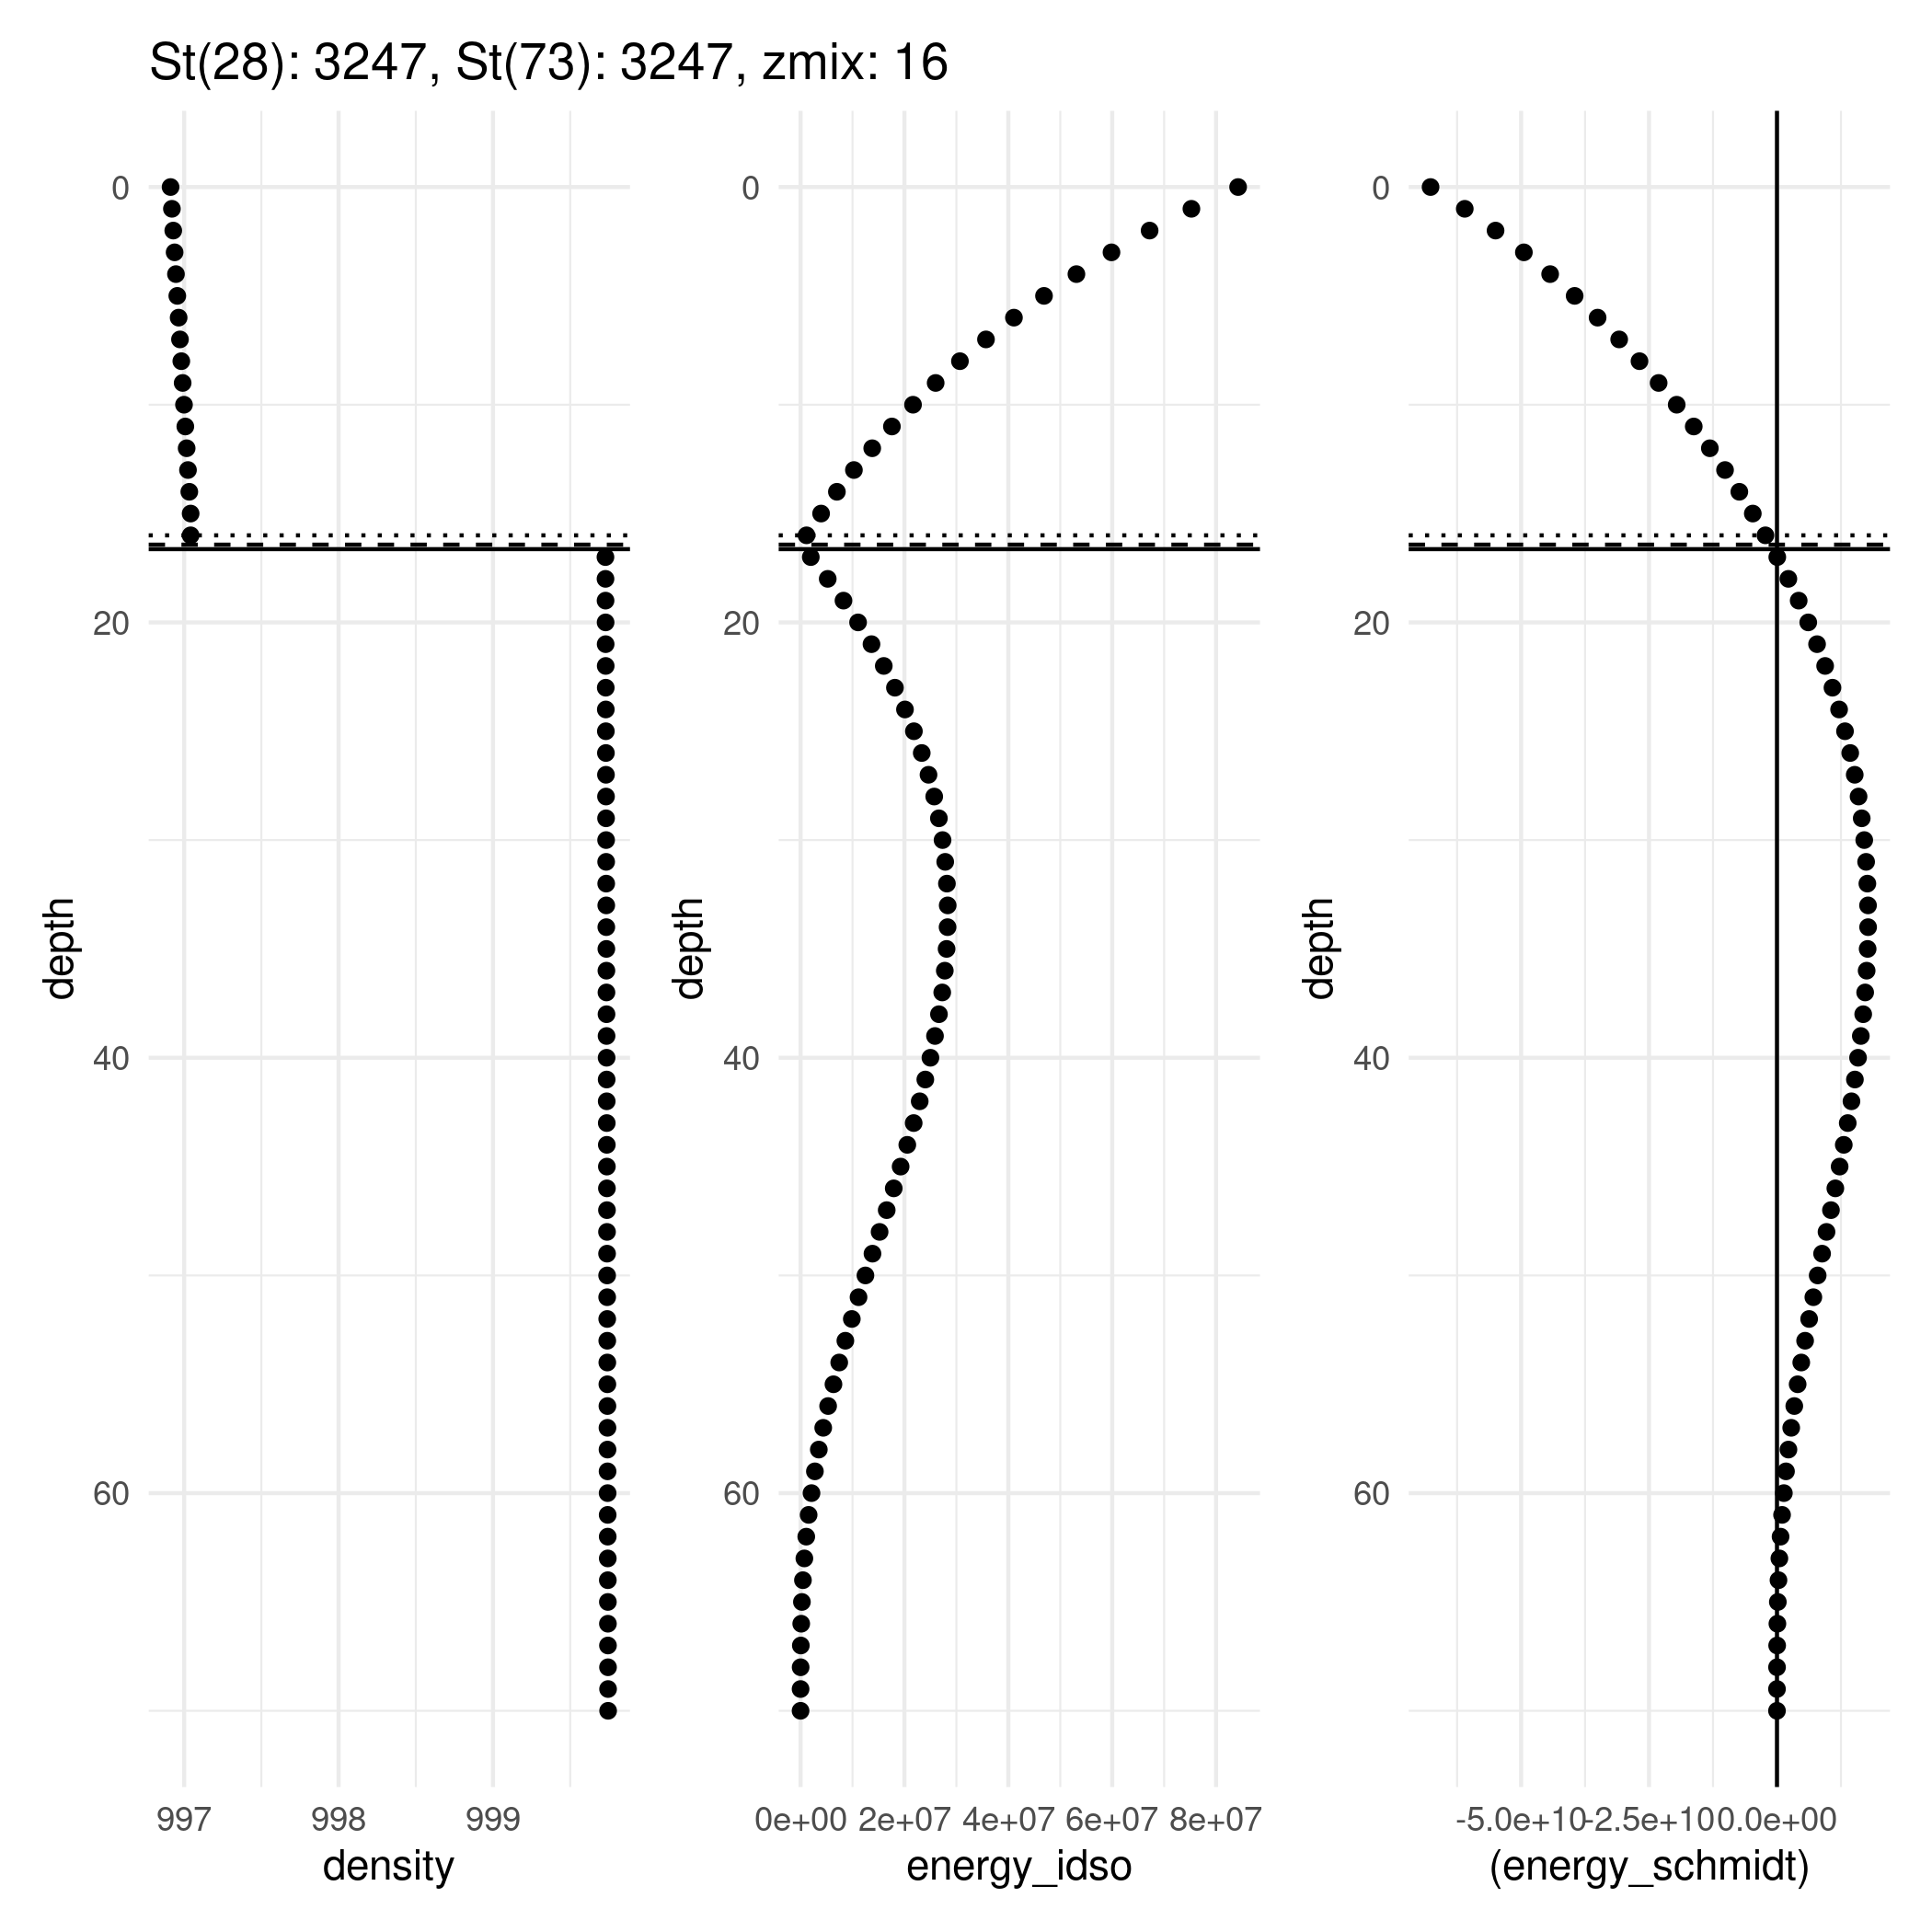 St(28): 3247, St(73): 3247, zmix: 16
depth
0
20
40
60
997 998 999
density
depth
0
20
40
60
0e+00 2e+07 4e+07 6e+07 8e+07
energy_idso
depth
0
20
40
60
-5.0e+10 -2.5e+10 0.0e+00
(energy_schmidt)